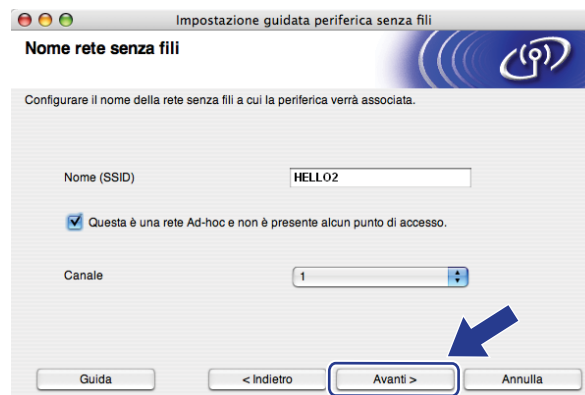 Impostazione guidata periferica senza fili
Nome rete senza fili
Configurare il nome della rete senza fili a cui la periferica verrà associata.
Nome (SSID)
HELLO2
Questa è una rete Ad-hoc e non è presente alcun punto di accesso.
Canale
1
Guida
< Indietro
Avanti >
Annulla